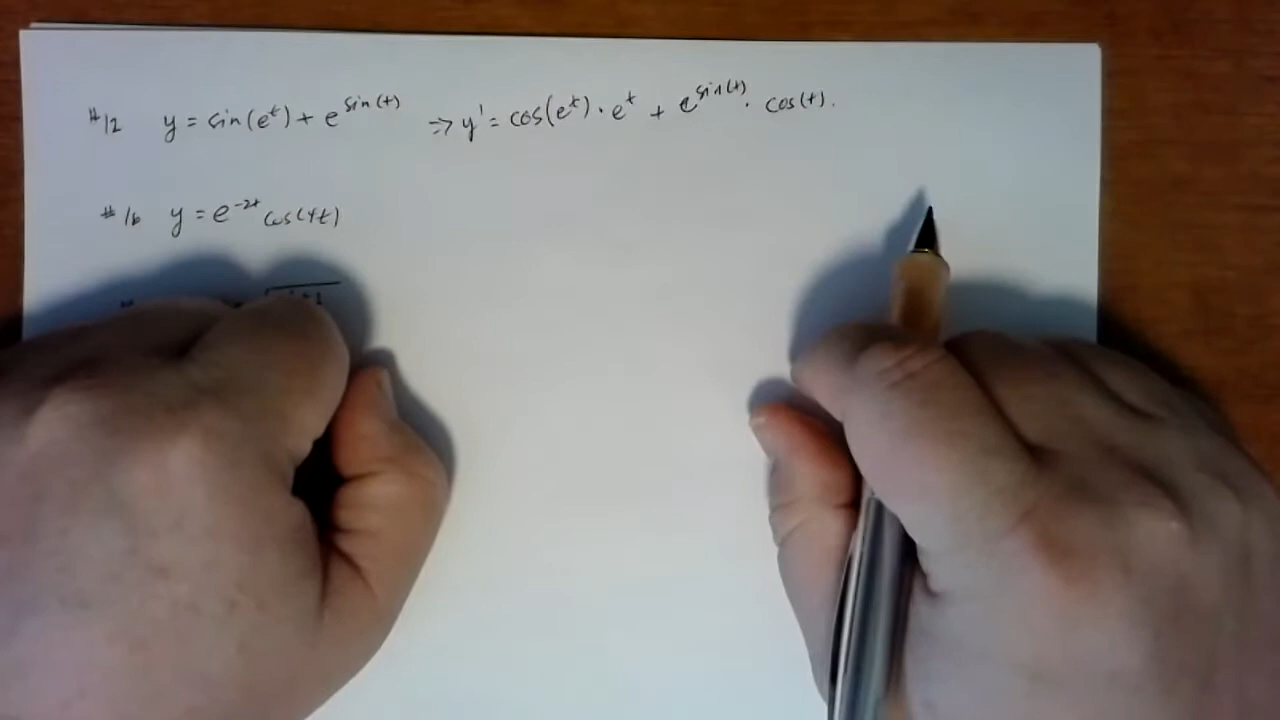 #12 y = sin(e^t) + e^sin(t) ⇒ y' = cos(e^t) · e^t + e^sin(t) · cos(t).
#16 y = e^-2t cos(4t)